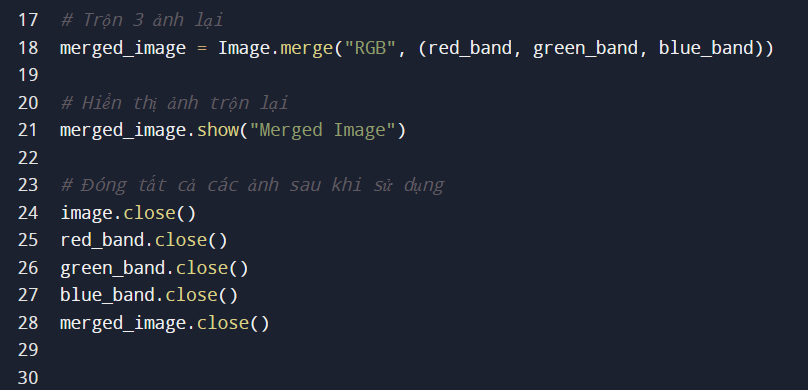 17 # Trộn 3 ảnh lại
18 merged_image = Image.merge("RGB", (red_band, green_band, blue_band))
19
20 # Hiển thị ảnh trộn lại
21 merged_image.show("Merged Image")
22
23 # Đóng tất cả các ảnh sau khi sử dụng
24 image.close()
25 red_band.close()
26 green_band.close()
27 blue_band.close()
28 merged_image.close()
29
30